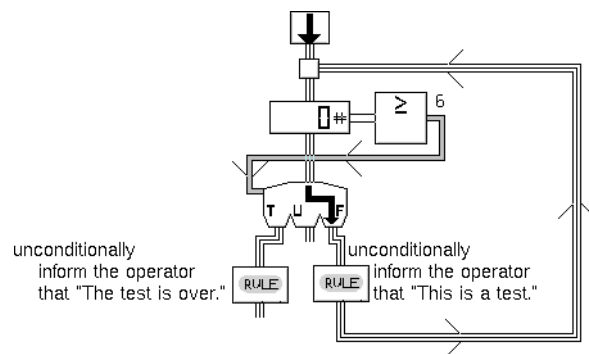 ≥ 6
0#
T U F
unconditionally
inform the operator
that "The test is over."
RULE
unconditionally
inform the operator
that "This is a test."
RULE